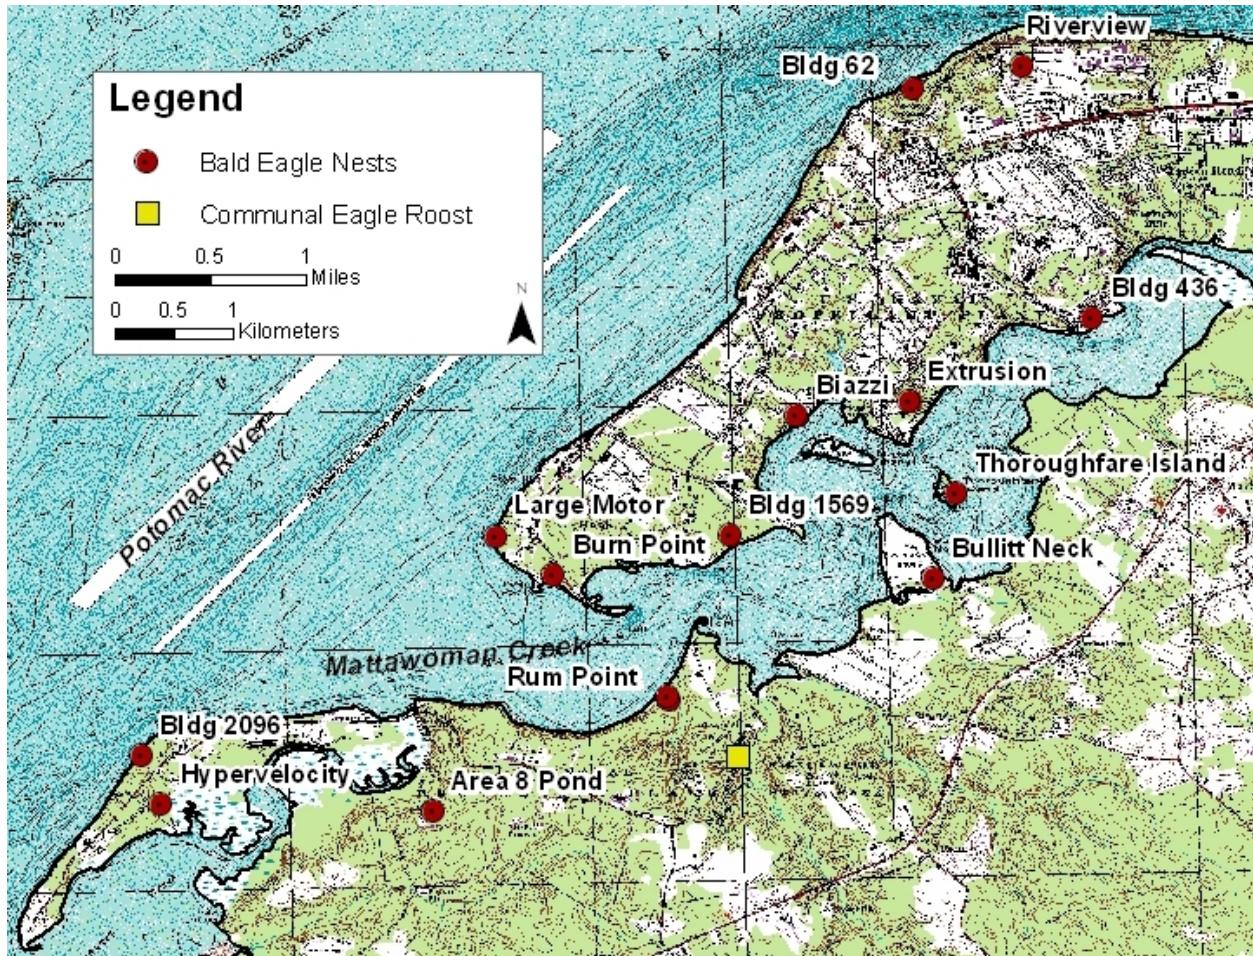 Riverview
Bldg 62
Legend
Bald Eagle Nests
Communal Eagle Roost
0 0.5 1
Miles
0 0.5 1
Kilometers
N
Bldg 436
Extrusion
Biazzi
Potomac River
Thoroughfare Island
Large Motor
Bldg 1569
Burn Point
Bullitt Neck
Mattawoman Creek
Rum Point
Bldg 2096
Hypervelocity
Area 8 Pond